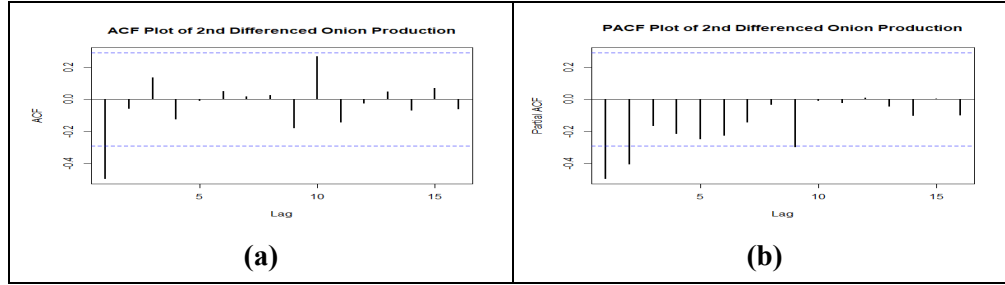 ACF Plot of 2nd Differenced Onion Production
ACF
0.2
0.0
-0.2
-0.4
5
10
15
Lag
(a)
PACF Plot of 2nd Differenced Onion Production
Partial ACF
0.2
0.0
-0.2
-0.4
5
10
15
Lag
(b)